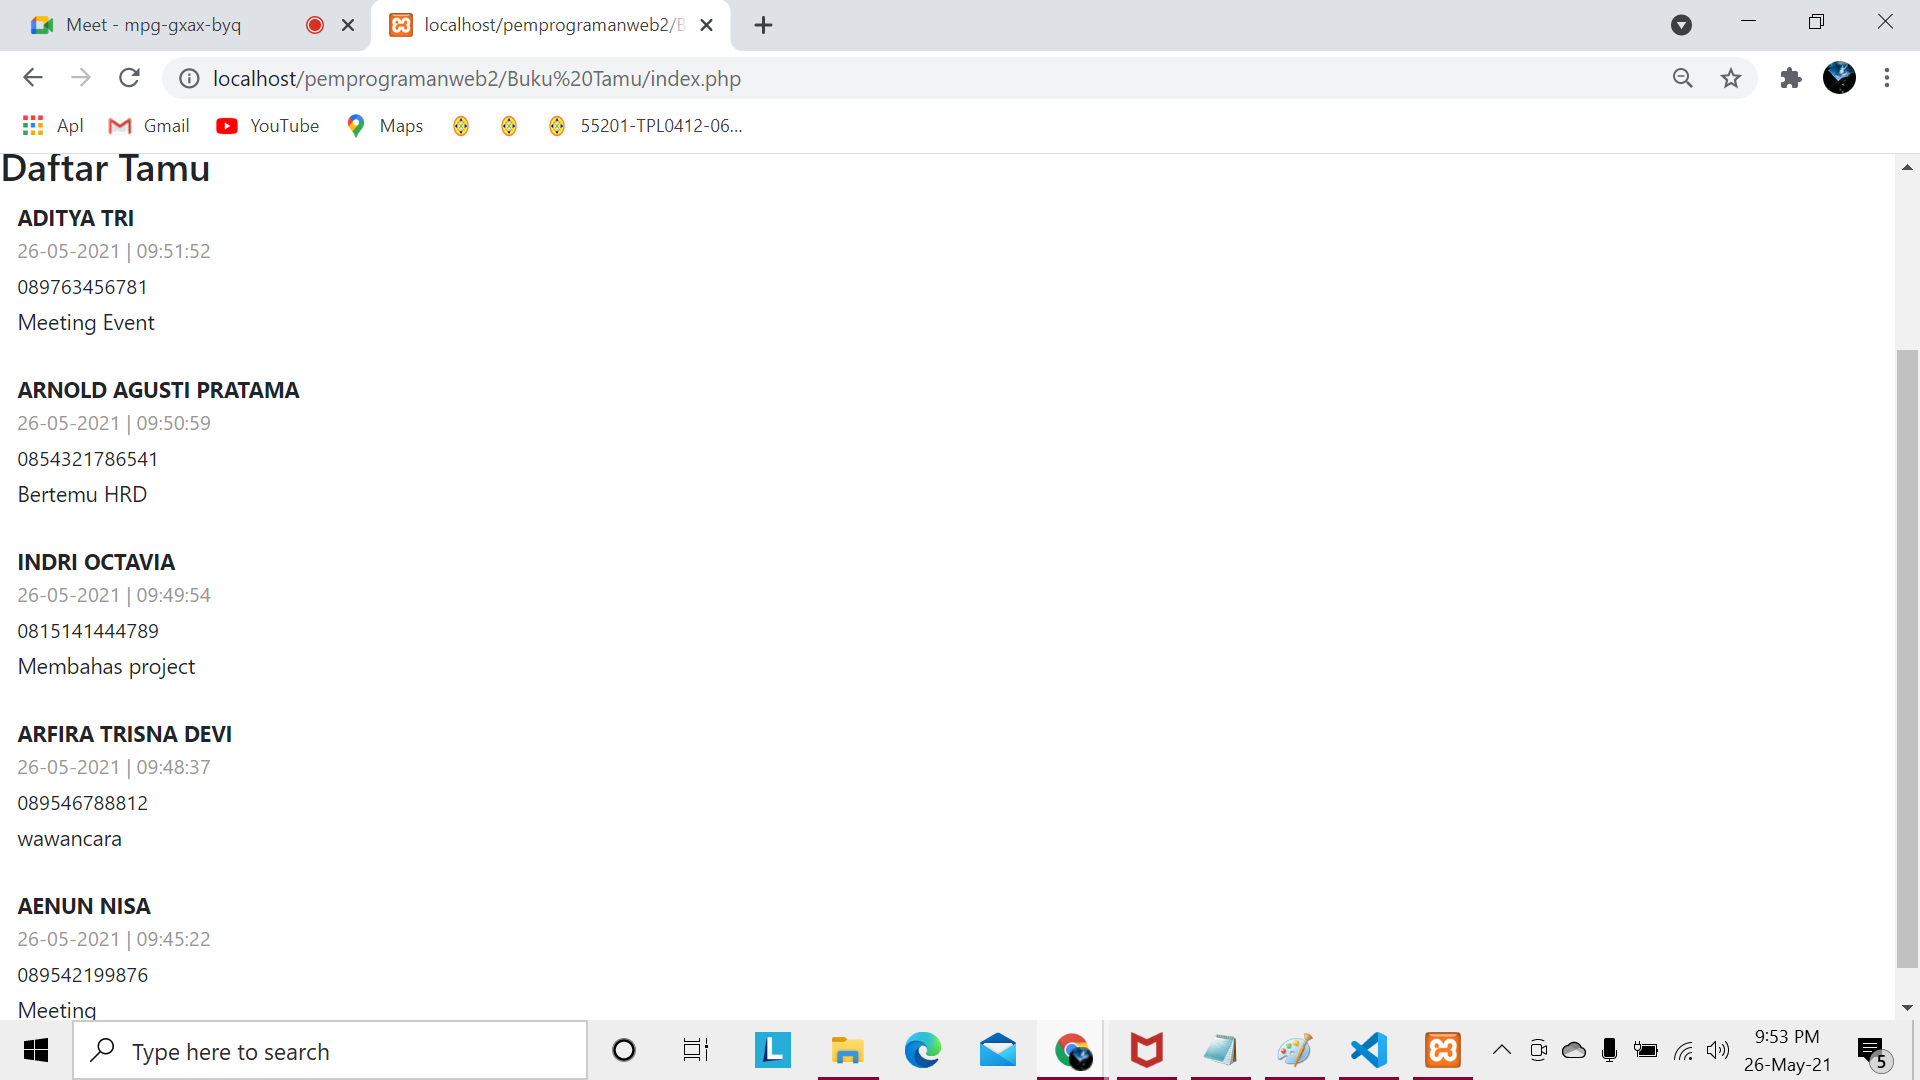 Meet - mpg-gxax-byq
localhost/pemprogramanweb2/B
localhost/pemprogramanweb2/Buku%20Tamu/index.php
Apl
Gmail
YouTube
Maps
55201-TPL0412-06...
Daftar Tamu
ADITYA TRI
26-05-2021 | 09:51:52
089763456781
Meeting Event
ARNOLD AGUSTI PRATAMA
26-05-2021 | 09:50:59
0854321786541
Bertemu HRD
INDRI OCTAVIA
26-05-2021 | 09:49:54
0815141444789
Membahas project
ARFIRA TRISNA DEVI
26-05-2021 | 09:48:37
089546788812
wawancara
AENUN NISA
26-05-2021 | 09:45:22
089542199876
Meeting
Type here to search
L
9:53 PM
26-May-21
5